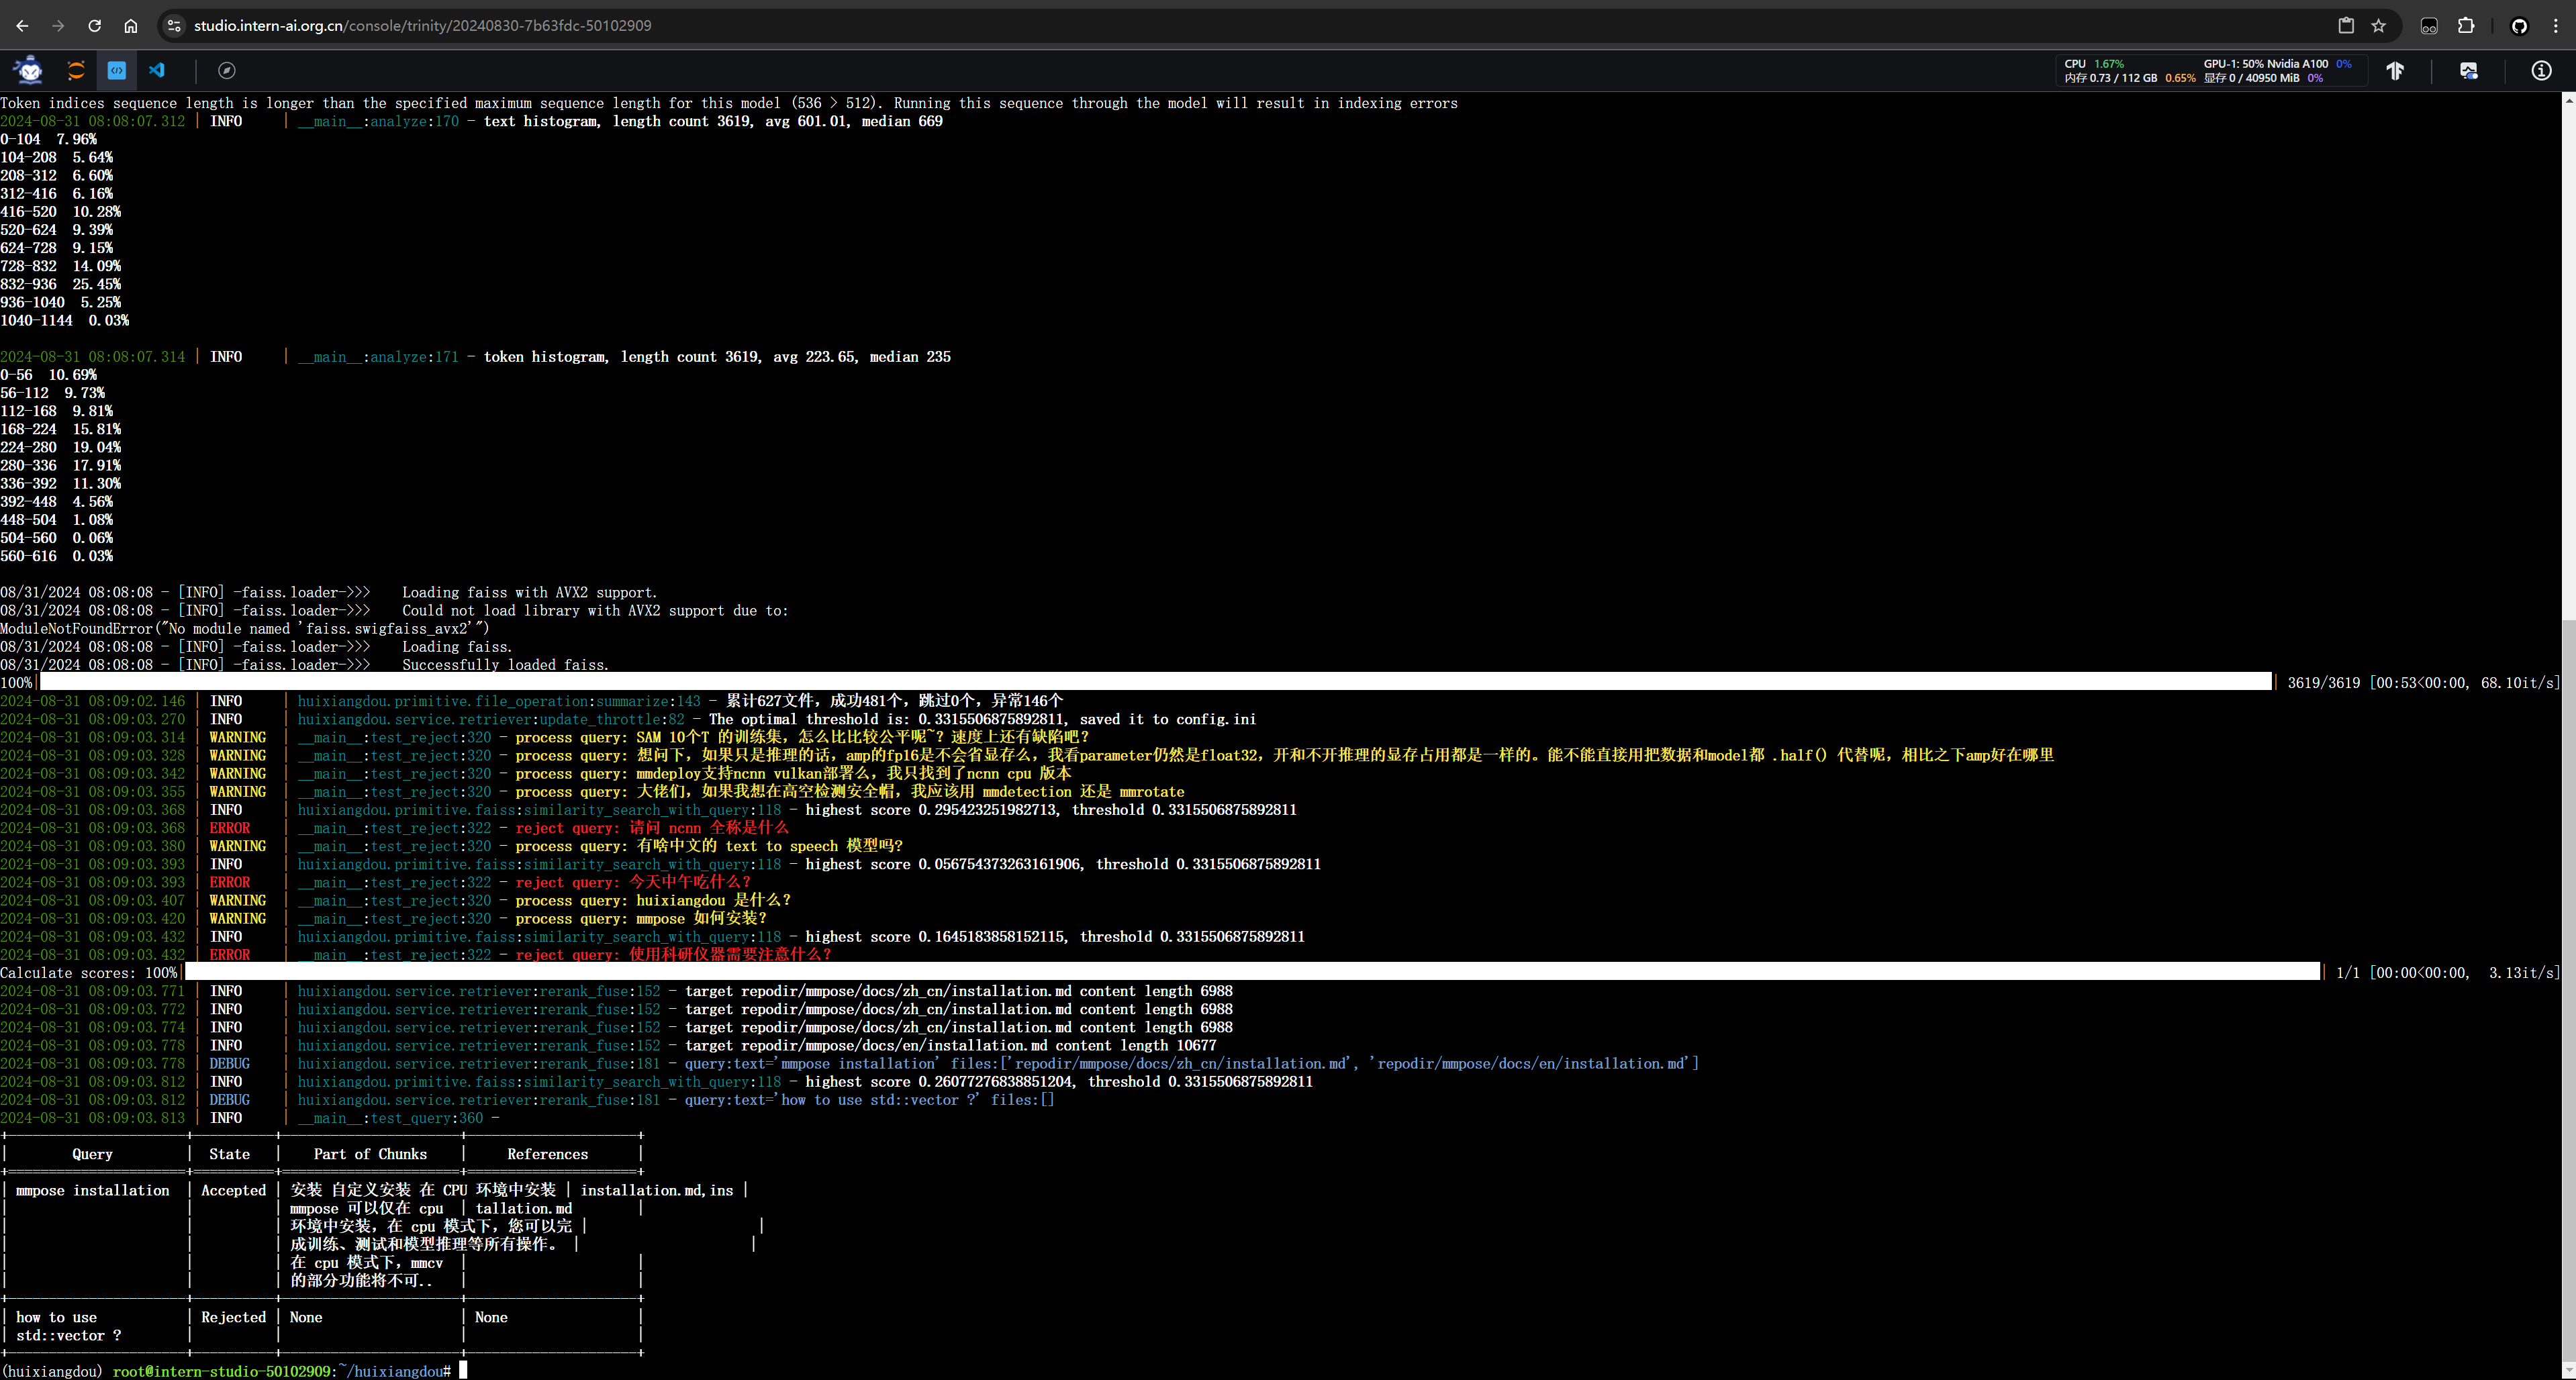 studio.intern-ai.org.cn/console/trinity/20240830-7b63fdc-50102909
CPU 1.67% GPU-1: 50% Nvidia A100 0%
内存 0.73 / 112 GB 0.65% 显存 0 / 40950 MiB 0%
Token indices sequence length is longer than the specified maximum sequence length for this model (536 > 512). Running this sequence through the model will result in indexing errors
2024-08-31 08:08:07.312 | INFO     | __main__:analyze:170 - text histogram, length count 3619, avg 601.01, median 669
0-104  7.96%
104-208  5.64%
208-312  6.60%
312-416  6.16%
416-520  10.28%
520-624  9.39%
624-728  9.15%
728-832  14.09%
832-936  25.45%
936-1040  5.25%
1040-1144  0.03%
2024-08-31 08:08:07.314 | INFO     | __main__:analyze:171 - token histogram, length count 3619, avg 223.65, median 235
0-56  10.69%
56-112  9.73%
112-168  9.81%
168-224  15.81%
224-280  19.04%
280-336  17.91%
336-392  11.30%
392-448  4.56%
448-504  1.08%
504-560  0.06%
560-616  0.03%
08/31/2024 08:08:08 - [INFO] -faiss.loader->>>    Loading faiss with AVX2 support.
08/31/2024 08:08:08 - [INFO] -faiss.loader->>>    Could not load library with AVX2 support due to:
ModuleNotFoundError("No module named 'faiss.swigfaiss_avx2'")
08/31/2024 08:08:08 - [INFO] -faiss.loader->>>    Loading faiss.
08/31/2024 08:08:08 - [INFO] -faiss.loader->>>    Successfully loaded faiss.
100%| | 3619/3619 [00:53<00:00, 68.10it/s]
2024-08-31 08:09:02.146 | INFO     | huixiangdou.primitive.file_operation:summarize:143 - 累计627文件，成功481个，跳过0个，异常146个
2024-08-31 08:09:03.270 | INFO     | huixiangdou.service.retriever:update_throttle:82 - The optimal threshold is: 0.3315506875892811, saved it to config.ini
2024-08-31 08:09:03.314 | WARNING  | __main__:test_reject:320 - process query: SAM 10个T 的训练集，怎么比比较公平呢~？速度上还有缺陷吧？
2024-08-31 08:09:03.328 | WARNING  | __main__:test_reject:320 - process query: 想问下，如果只是推理的话，amp的fp16是不会省显存么，我看parameter仍然是float32，开和不开推理的显存占用都是一样的。能不能直接用把数据和model都 .half() 代替呢，相比之下amp好在哪里
2024-08-31 08:09:03.342 | WARNING  | __main__:test_reject:320 - process query: mmdeploy支持ncnn vulkan部署么，我只找到了ncnn cpu 版本
2024-08-31 08:09:03.355 | WARNING  | __main__:test_reject:320 - process query: 大佬们，如果我想在高空检测安全帽，我应该用 mmdetection 还是 mmrotate
2024-08-31 08:09:03.368 | INFO     | huixiangdou.primitive.faiss:similarity_search_with_query:118 - highest score 0.295423251982713, threshold 0.3315506875892811
2024-08-31 08:09:03.368 | ERROR    | __main__:test_reject:322 - reject query: 请问 ncnn 全称是什么
2024-08-31 08:09:03.380 | WARNING  | __main__:test_reject:320 - process query: 有啥中文的 text to speech 模型吗?
2024-08-31 08:09:03.393 | INFO     | huixiangdou.primitive.faiss:similarity_search_with_query:118 - highest score 0.056754373263161906, threshold 0.3315506875892811
2024-08-31 08:09:03.393 | ERROR    | __main__:test_reject:322 - reject query: 今天中午吃什么？
2024-08-31 08:09:03.407 | WARNING  | __main__:test_reject:320 - process query: huixiangdou 是什么？
2024-08-31 08:09:03.420 | WARNING  | __main__:test_reject:320 - process query: mmpose 如何安装？
2024-08-31 08:09:03.432 | INFO     | huixiangdou.primitive.faiss:similarity_search_with_query:118 - highest score 0.1645183858152115, threshold 0.3315506875892811
2024-08-31 08:09:03.432 | ERROR    | __main__:test_reject:322 - reject query: 使用科研仪器需要注意什么？
Calculate scores: 100%| | 1/1 [00:00<00:00,  3.13it/s]
2024-08-31 08:09:03.771 | INFO     | huixiangdou.service.retriever:rerank_fuse:152 - target repodir/mmpose/docs/zh_cn/installation.md content length 6988
2024-08-31 08:09:03.772 | INFO     | huixiangdou.service.retriever:rerank_fuse:152 - target repodir/mmpose/docs/zh_cn/installation.md content length 6988
2024-08-31 08:09:03.774 | INFO     | huixiangdou.service.retriever:rerank_fuse:152 - target repodir/mmpose/docs/zh_cn/installation.md content length 6988
2024-08-31 08:09:03.778 | INFO     | huixiangdou.service.retriever:rerank_fuse:152 - target repodir/mmpose/docs/en/installation.md content length 10677
2024-08-31 08:09:03.778 | DEBUG    | huixiangdou.service.retriever:rerank_fuse:181 - query:text='mmpose installation' files:['repodir/mmpose/docs/zh_cn/installation.md', 'repodir/mmpose/docs/en/installation.md']
2024-08-31 08:09:03.812 | INFO     | huixiangdou.primitive.faiss:similarity_search_with_query:118 - highest score 0.26077276838851204, threshold 0.3315506875892811
2024-08-31 08:09:03.812 | DEBUG    | huixiangdou.service.retriever:rerank_fuse:181 - query:text='how to use std::vector ?' files:[]
2024-08-31 08:09:03.813 | INFO     | __main__:test_query:360 -
| Query | State | Part of Chunks | References |
| mmpose installation | Accepted | 安装 自定义安装 在 CPU 环境中安装 | installation.md,ins |
| | | mmpose 可以仅在 cpu | tallation.md |
| | | 环境中安装，在 cpu 模式下，您可以完 | |
| | | 成训练、测试和模型推理等所有操作。 | |
| | | 在 cpu 模式下，mmcv | |
| | | 的部分功能将不可.. | |
| how to use | Rejected | None | None |
| std::vector ? | | | |
(huixiangdou) root@intern-studio-50102909:~/huixiangdou#